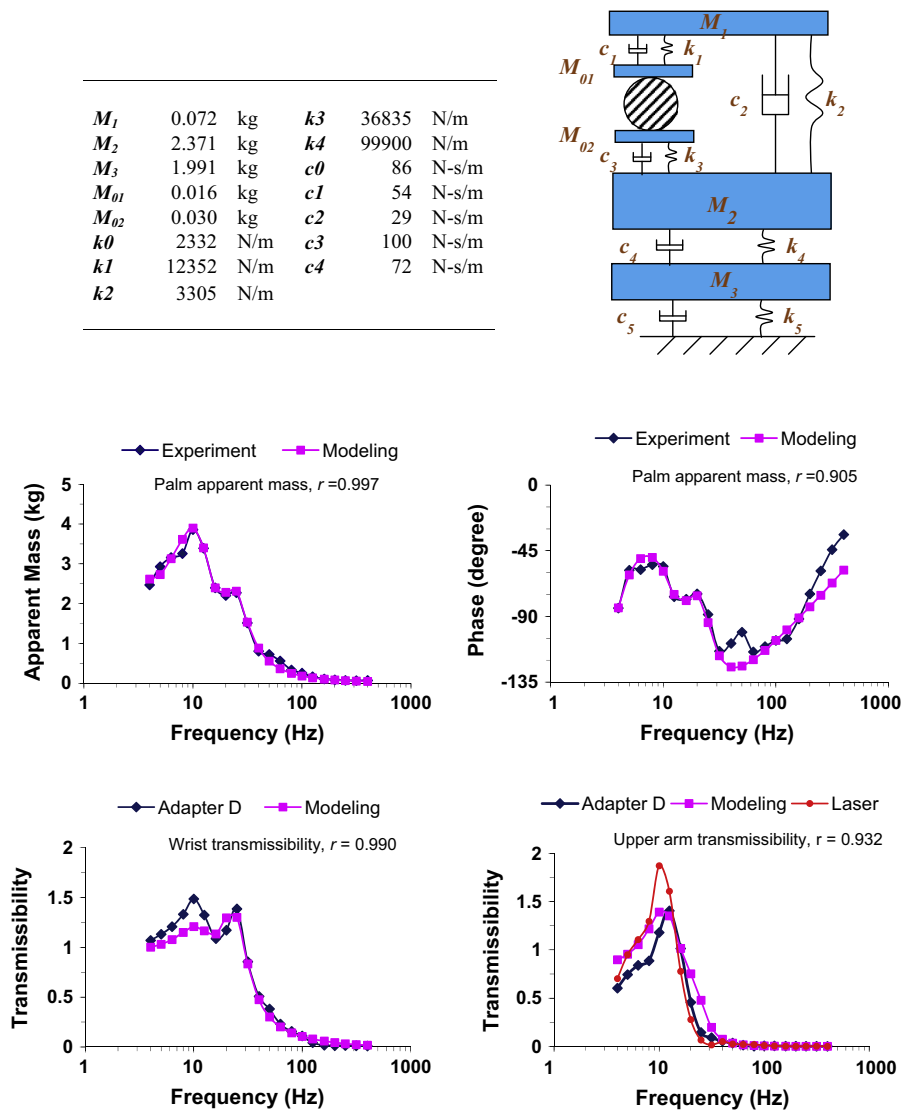 M1 0.072 kg k3 36835 N/m
M2 2.371 kg k4 99900 N/m
M3 1.991 kg c0 86 N-s/m
M01 0.016 kg c1 54 N-s/m
M02 0.030 kg c2 29 N-s/m
k0 2332 N/m c3 100 N-s/m
k1 12352 N/m c4 72 N-s/m
k2 3305 N/m
M1
c1 k1
M01
c2 k2
M02
c3 k3
M2
c4 k4
M3
c5 k5
Experiment Modeling
Palm apparent mass, r =0.997
Apparent Mass (kg)
5
4
3
2
1
0
1 10 100 1000
Frequency (Hz)
Experiment Modeling
Palm apparent mass, r =0.905
Phase (degree)
0
-45
-90
-135
1 10 100 1000
Frequency (Hz)
Adapter D Modeling
Wrist transmissibility, r = 0.990
Transmissibility
2
1.5
1
0.5
0
1 10 100 1000
Frequency (Hz)
Adapter D Modeling Laser
Upper arm transmissibility, r = 0.932
Transmissibility
2
1.5
1
0.5
0
1 10 100 1000
Frequency (Hz)